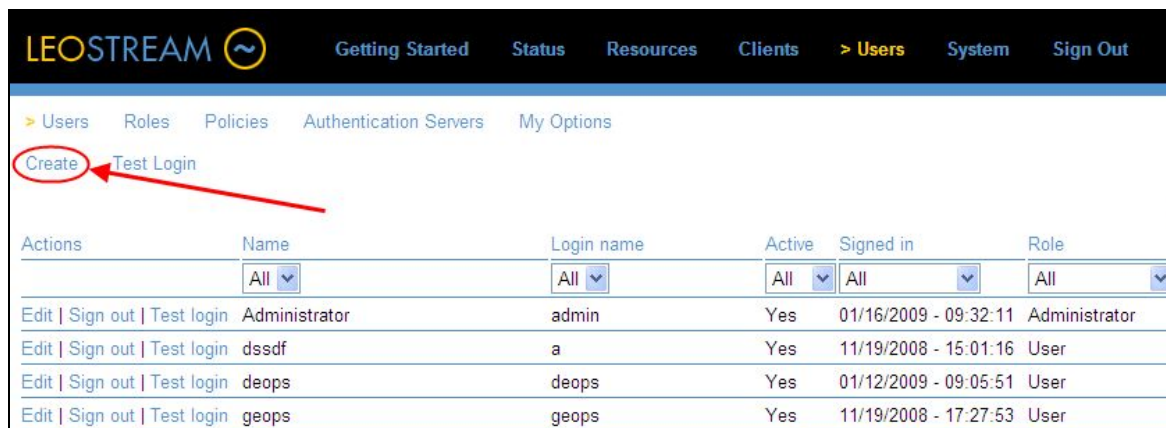 LEOSTREAM Getting Started Status Resources Clients > Users System Sign Out
> Users Roles Policies Authentication Servers My Options
Create Test Login
Actions Name Login name Active Signed in Role
All All All All All
Edit | Sign out | Test login Administrator admin Yes 01/16/2009 - 09:32:11 Administrator
Edit | Sign out | Test login dssdf a Yes 11/19/2008 - 15:01:16 User
Edit | Sign out | Test login deops deops Yes 01/12/2009 - 09:05:51 User
Edit | Sign out | Test login geops geops Yes 11/19/2008 - 17:27:53 User